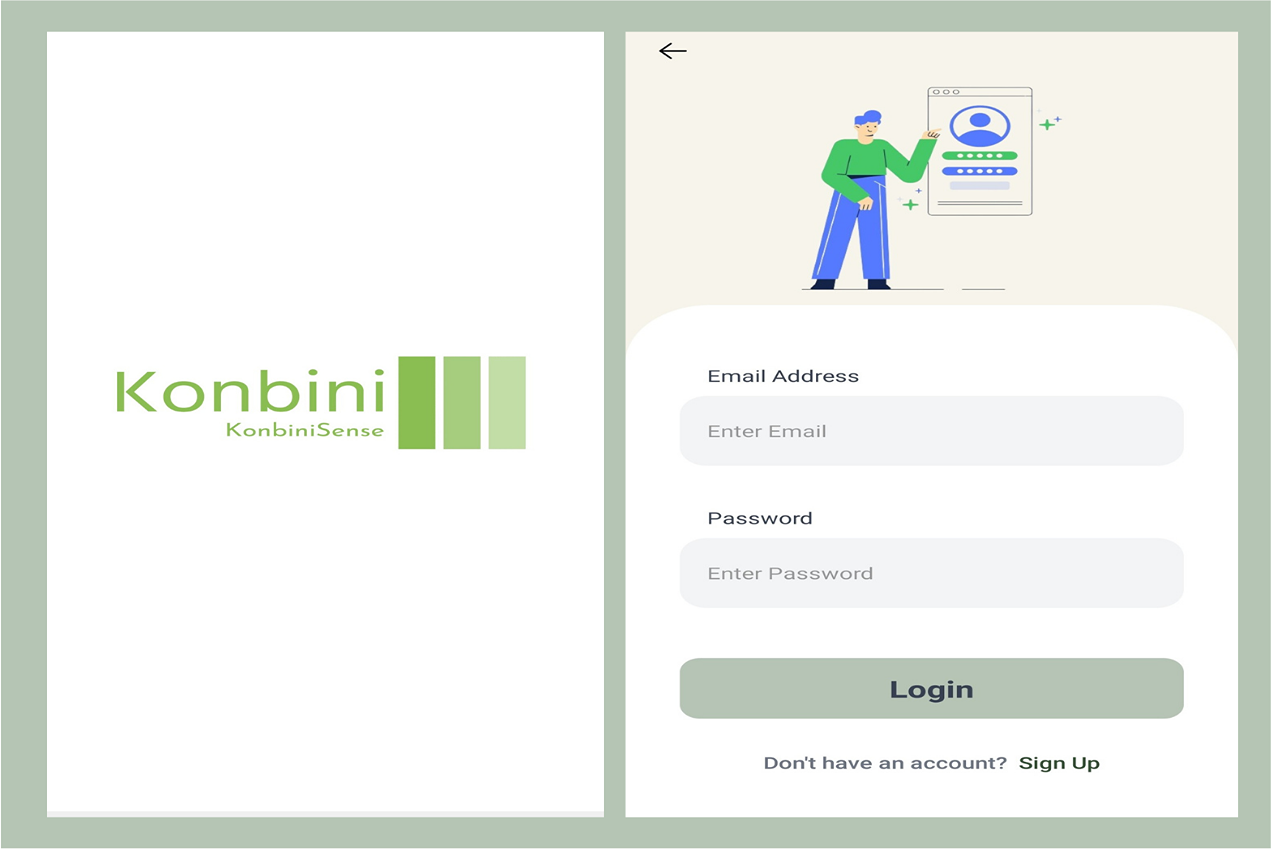 Konbini
KonbiniSense
Email Address
Enter Email
Password
Enter Password
Login
Don't have an account? Sign Up